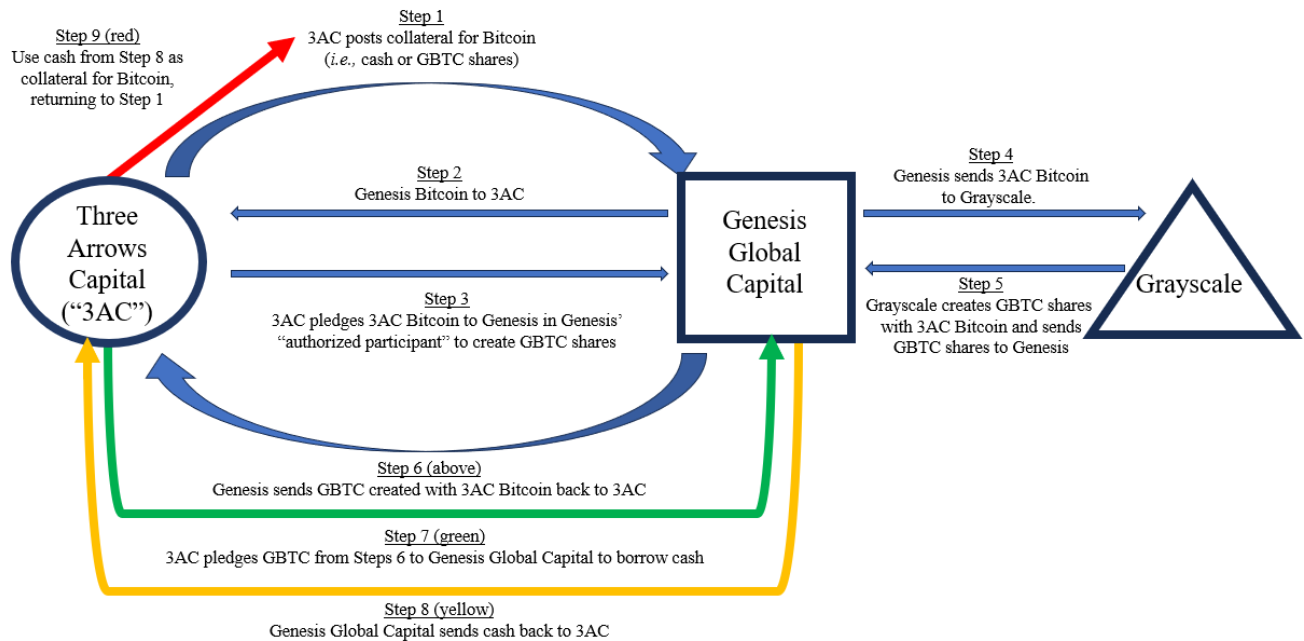 Step 9 (red)
Use cash from Step 8 as
collateral for Bitcoin,
returning to Step 1
Step 1
3AC posts collateral for Bitcoin
(i.e., cash or GBTC shares)
Step 2
Genesis Bitcoin to 3AC
Step 4
Genesis sends 3AC Bitcoin
to Grayscale.
Three
Arrows
Capital
(“3AC”)
Genesis
Global
Capital
Grayscale
Step 3
3AC pledges 3AC Bitcoin to Genesis in Genesis’
“authorized participant” to create GBTC shares
Step 5
Grayscale creates GBTC shares
with 3AC Bitcoin and sends
GBTC shares to Genesis
Step 6 (above)
Genesis sends GBTC created with 3AC Bitcoin back to 3AC
Step 7 (green)
3AC pledges GBTC from Steps 6 to Genesis Global Capital to borrow cash
Step 8 (yellow)
Genesis Global Capital sends cash back to 3AC